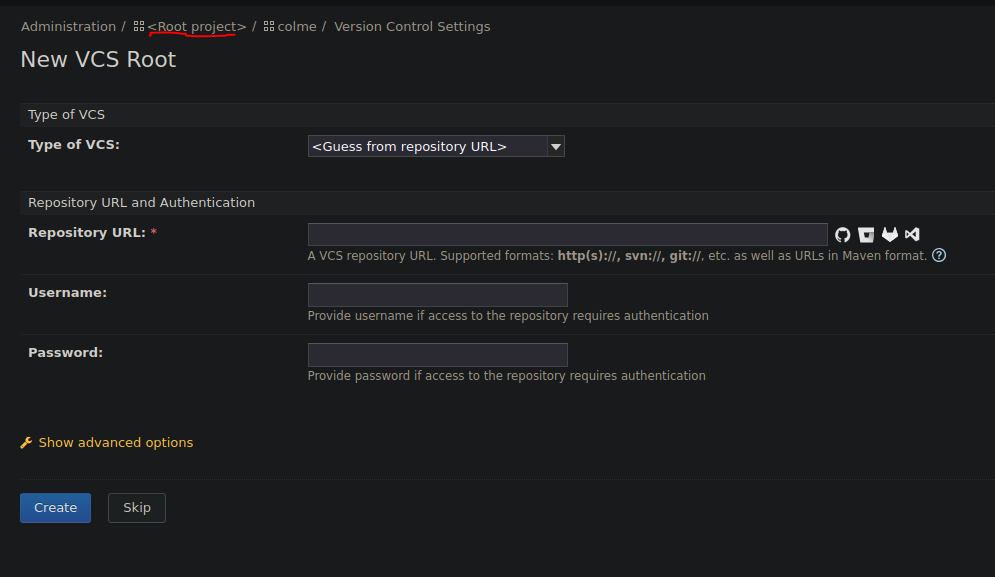 Administration / <Root project> / colme / Version Control Settings
New VCS Root
Type of VCS
Type of VCS: <Guess from repository URL>
Repository URL and Authentication
Repository URL: *
A VCS repository URL. Supported formats: http(s)://, svn://, git://, etc. as well as URLs in Maven format. ?
Username:
Provide username if access to the repository requires authentication
Password:
Provide password if access to the repository requires authentication
Show advanced options
Create Skip